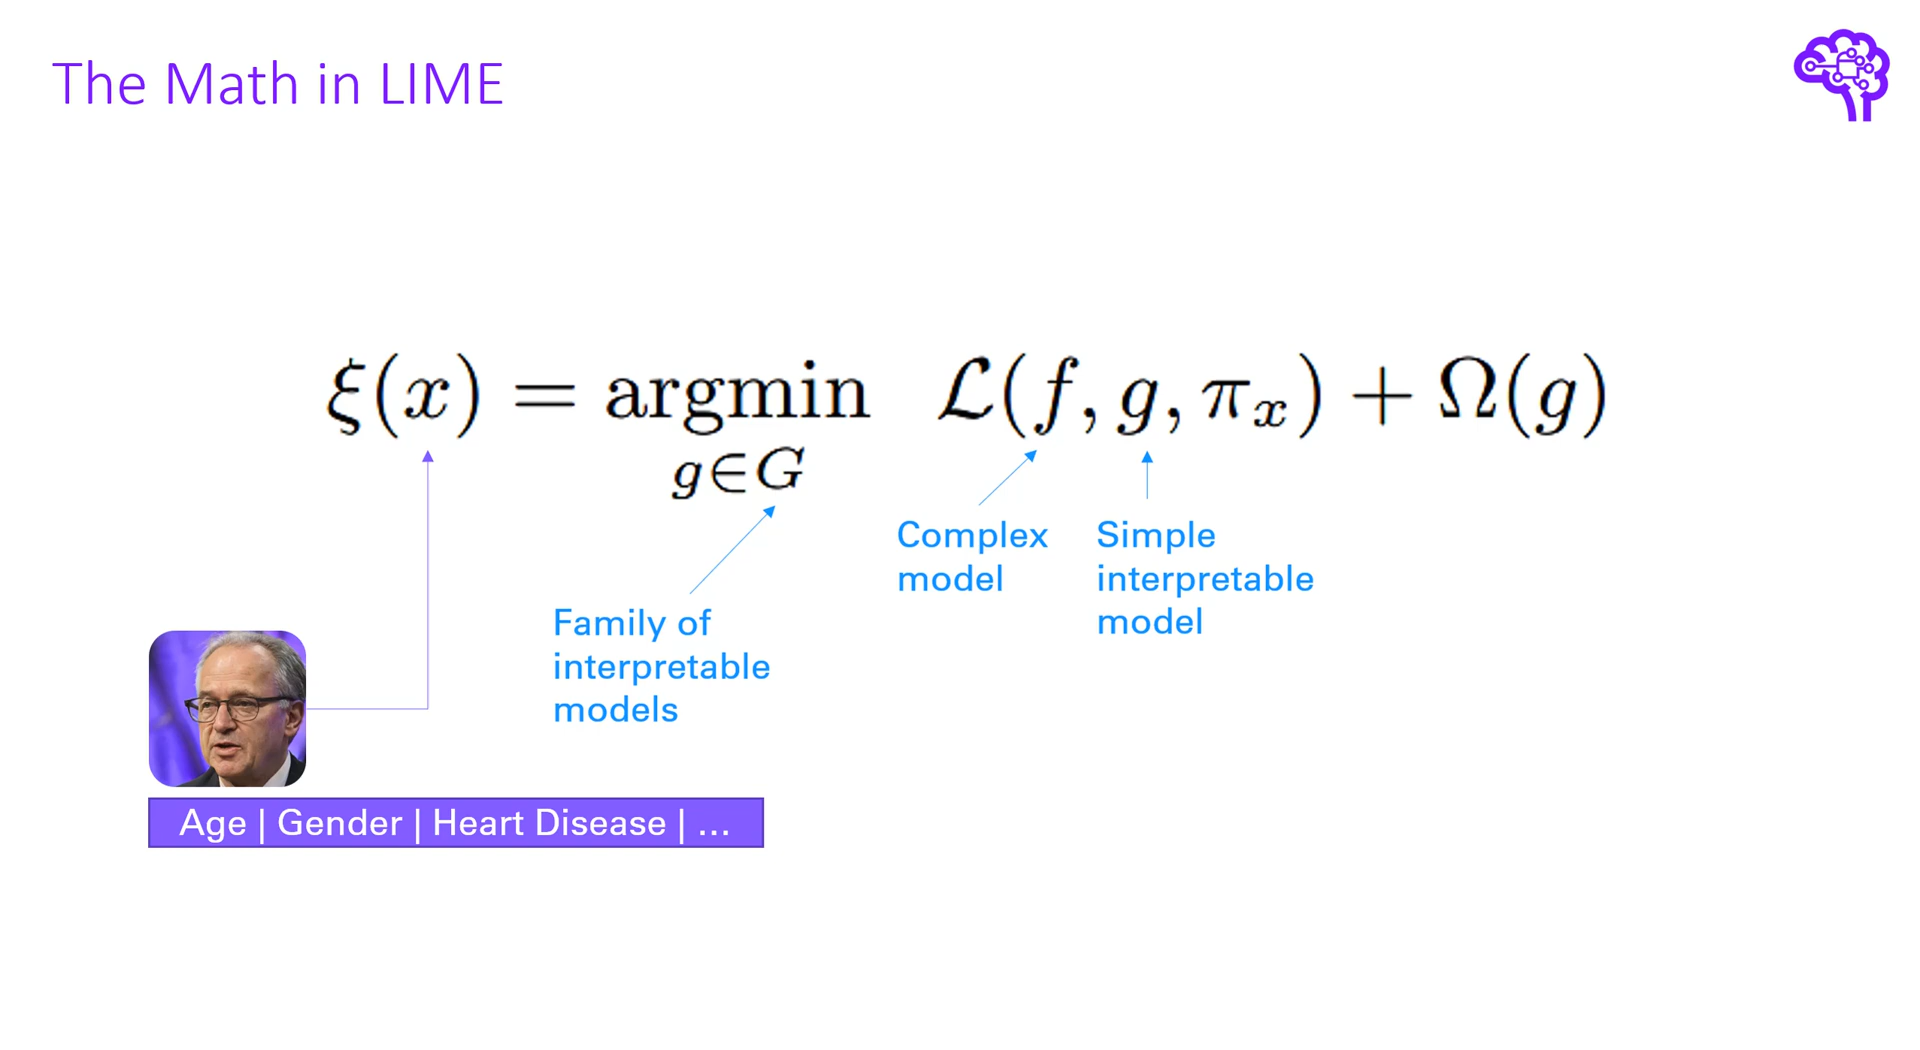 The Math in LIME
ξ(x) = argmin ℒ(f, g, πₓ) + Ω(g)
g∈G
Complex
model
Simple
interpretable
model
Family of
interpretable
models
Age | Gender | Heart Disease | ...